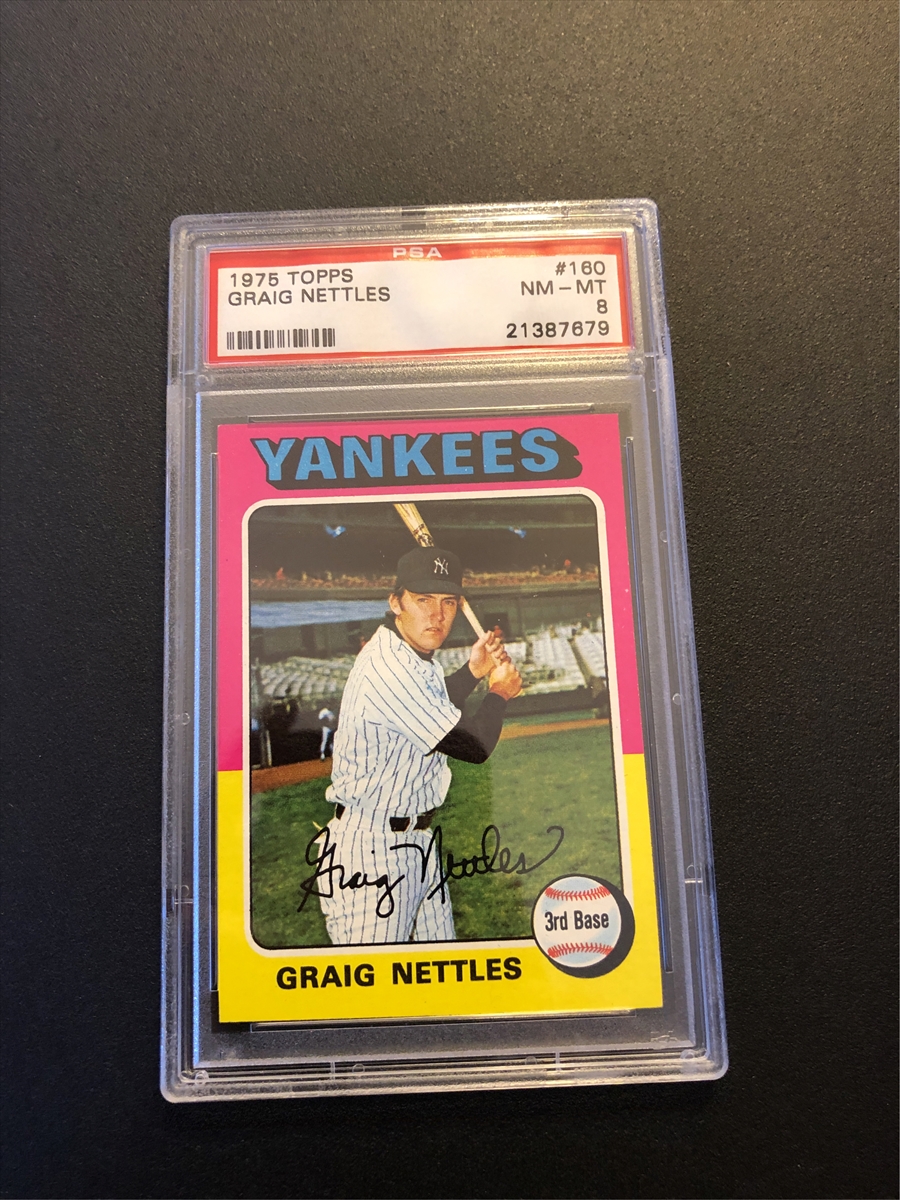 PSA
1975 TOPPS #160
GRAIG NETTLES NM - MT
8
21387679
YANKEES
NY
Graig Nettles
3rd Base
GRAIG NETTLES